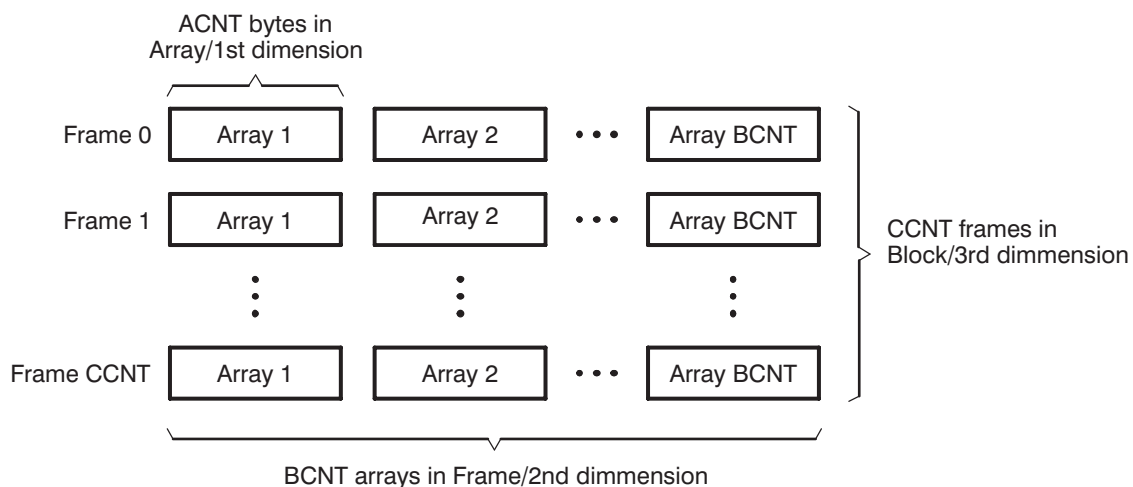 ACNT bytes in
Array/1st dimension
Frame 0 Array 1 Array 2 Array BCNT
Frame 1 Array 1 Array 2 Array BCNT
CCNT frames in
Block/3rd dimmension
Frame CCNT Array 1 Array 2 Array BCNT
BCNT arrays in Frame/2nd dimmension